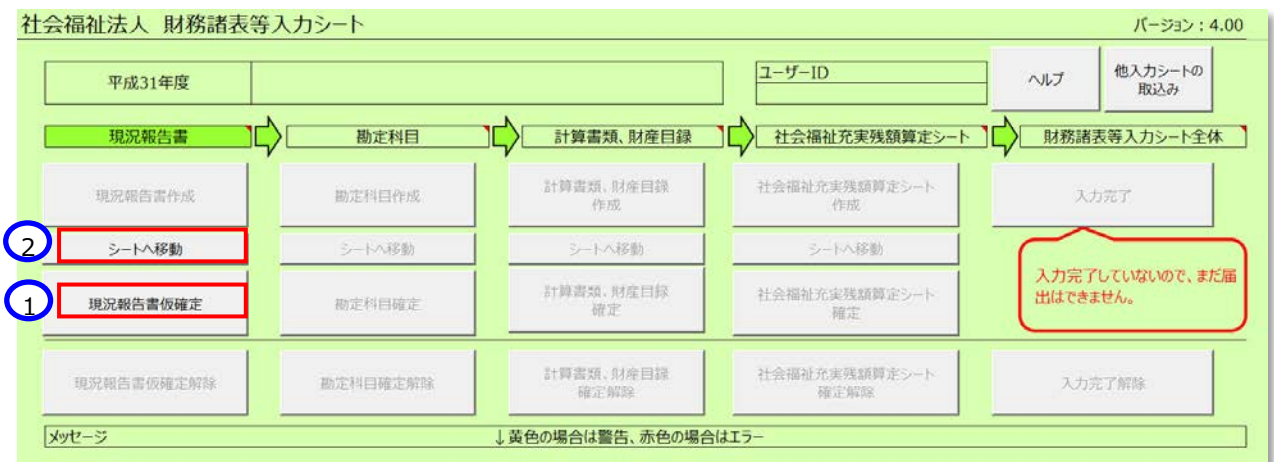 社会福祉法人　財務諸表等入力シート
バージョン：4.00
平成31年度
ユーザーID
ヘルプ
他入力シートの
取込み
現況報告書
勘定科目
計算書類、財産目録
社会福祉充実残額算定シート
財務諸表等入力シート全体
現況報告書作成
勘定科目作成
計算書類、財産目録
作成
社会福祉充実残額算定シート
作成
入力完了
2
シートへ移動
シートへ移動
シートへ移動
シートへ移動
入力完了していないので、まだ届
出はできません。
1
現況報告書仮確定
勘定科目確定
計算書類、財産目録
確定
社会福祉充実残額算定シート
確定
現況報告書仮確定解除
勘定科目確定解除
計算書類、財産目録
確定解除
社会福祉充実残額算定シート
確定解除
入力完了解除
メッセージ
↓黄色の場合は警告、赤色の場合はエラー